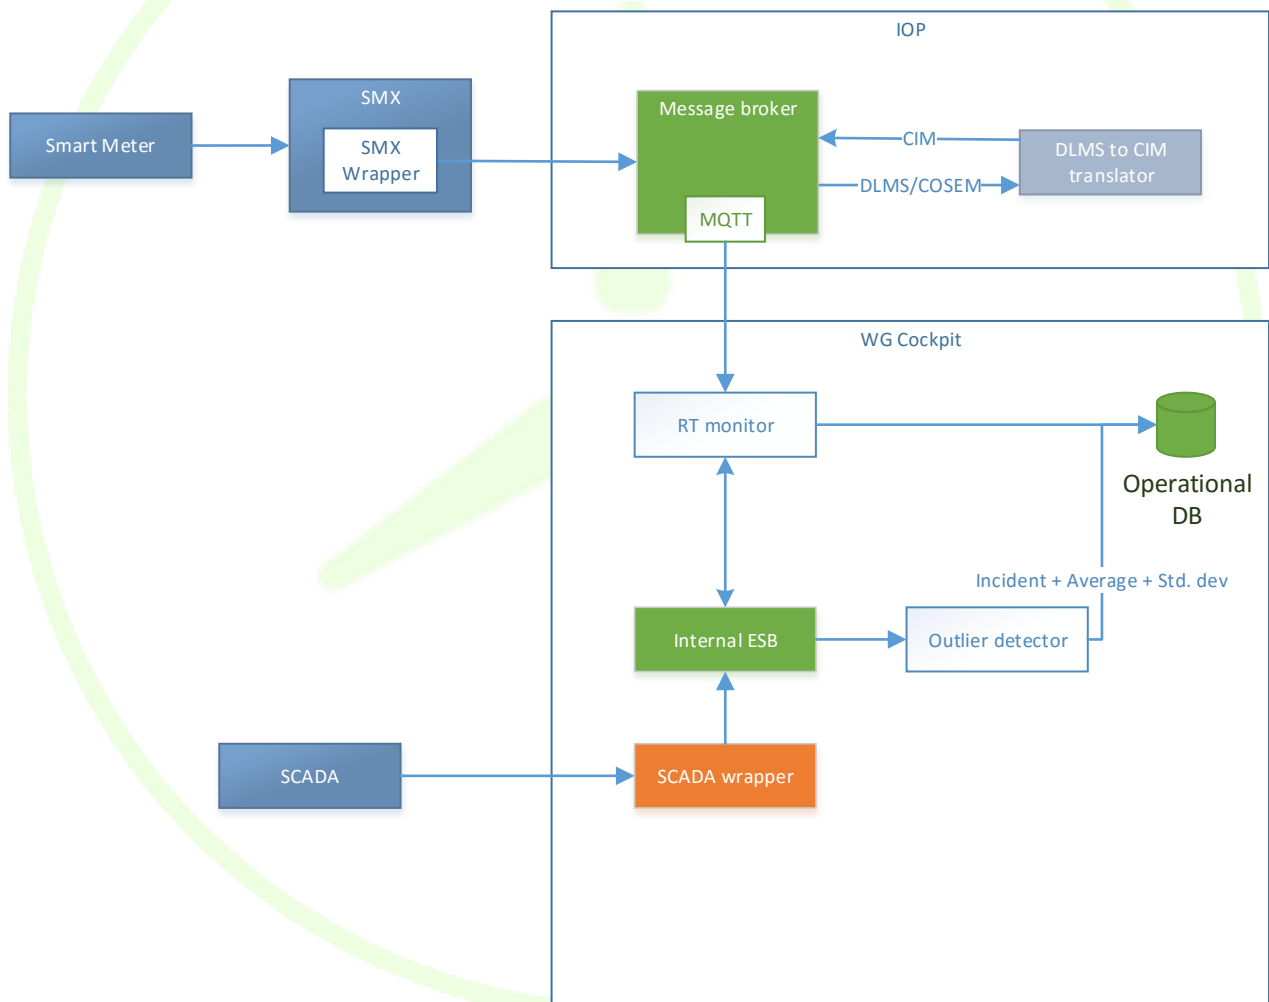 IOP
SMX
Smart Meter
SMX
Wrapper
Message broker
CIM
DLMS to CIM
translator
DLMS/COSEM
MQTT
WG Cockpit
RT monitor
Operational
DB
Incident + Average + Std. dev
Internal ESB
Outlier detector
SCADA
SCADA wrapper